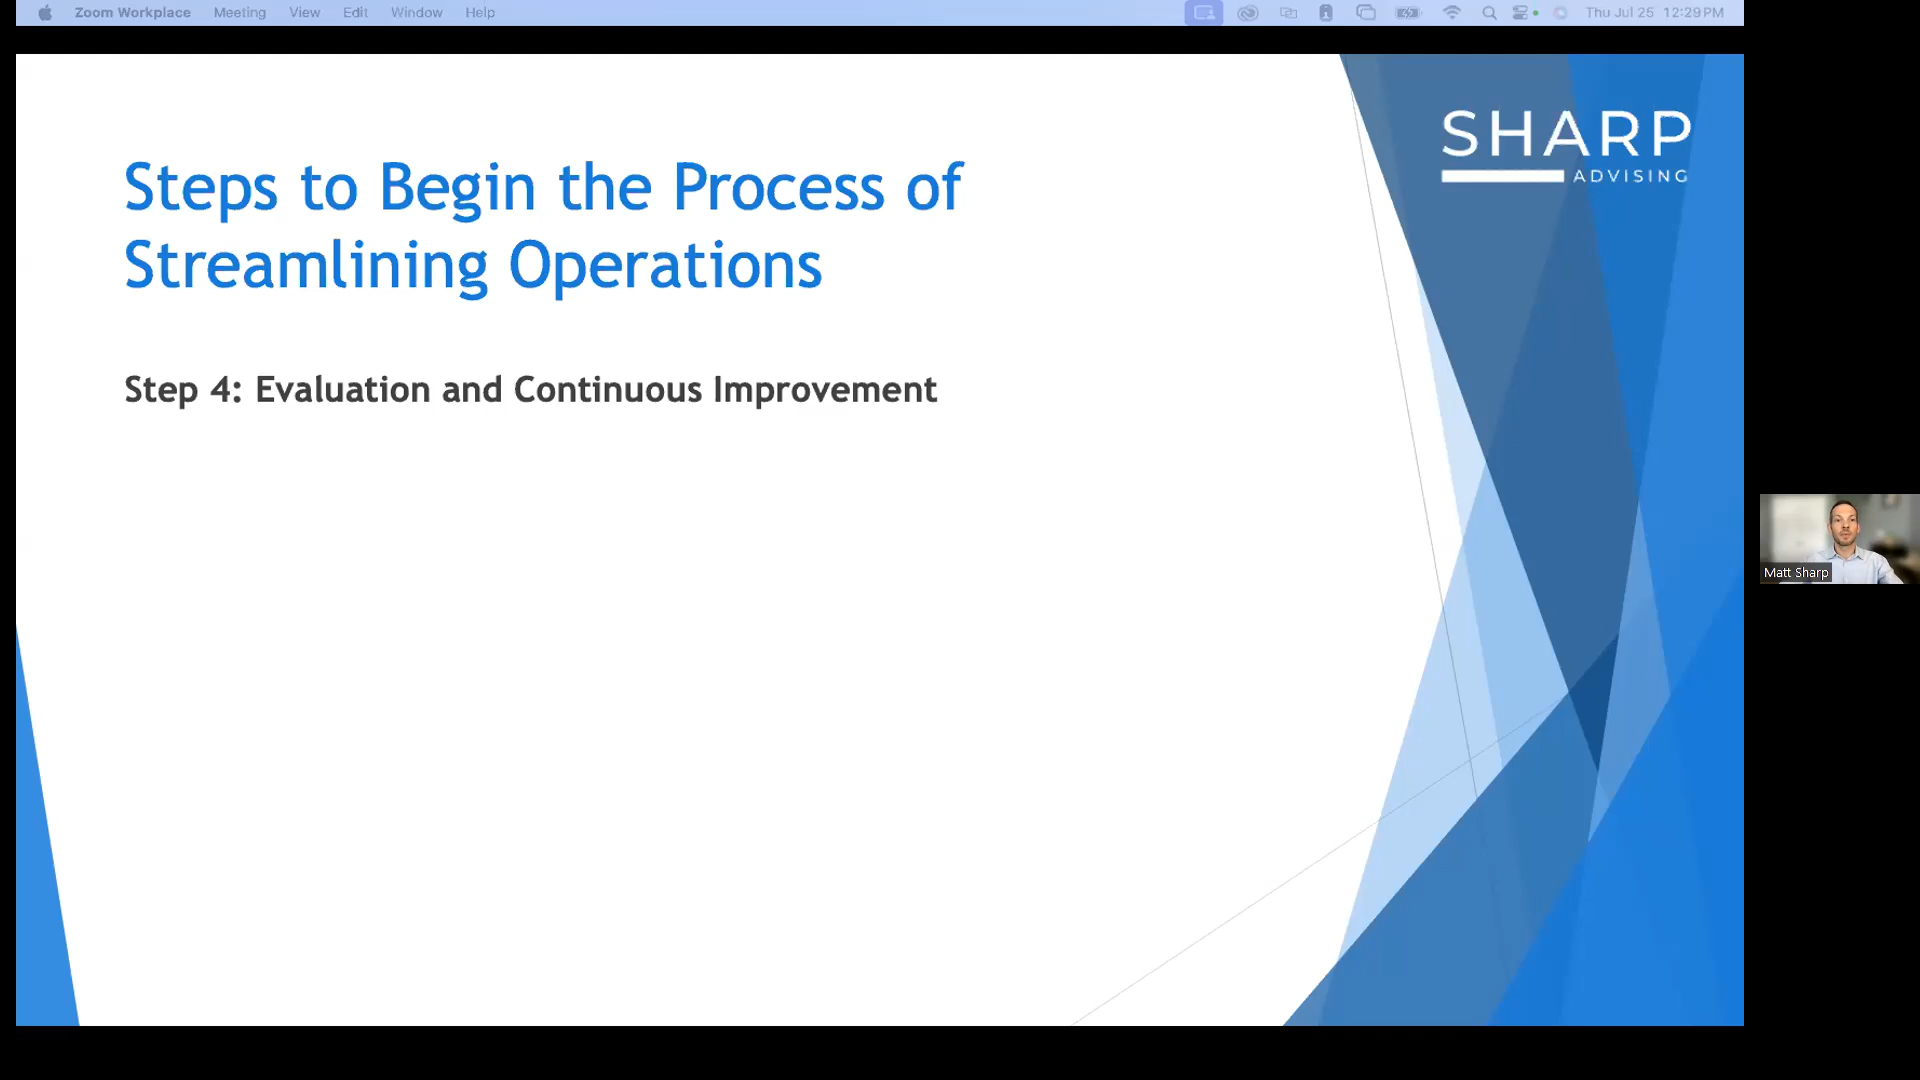 Zoom Workplace Meeting View Edit Window Help Thu Jul 25 12:29 PM
SHARP
ADVISING
Steps to Begin the Process of
Streamlining Operations
Step 4: Evaluation and Continuous Improvement
Matt Sharp